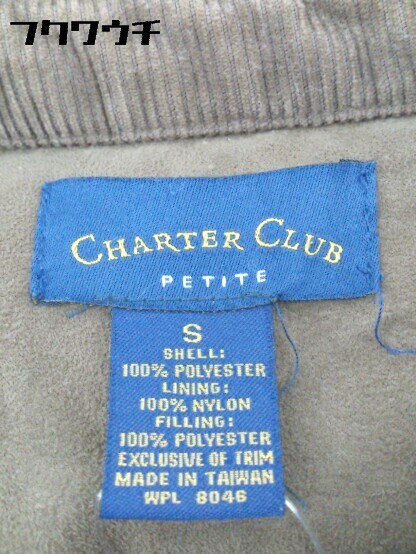 フクワウチ
CHARTER CLUB
PETITE
S
SHELL:
100% POLYESTER
LINING:
100% NYLON
FILLING:
100% POLYESTER
EXCLUSIVE OF TRIM
MADE IN TAIWAN
WPL 8046